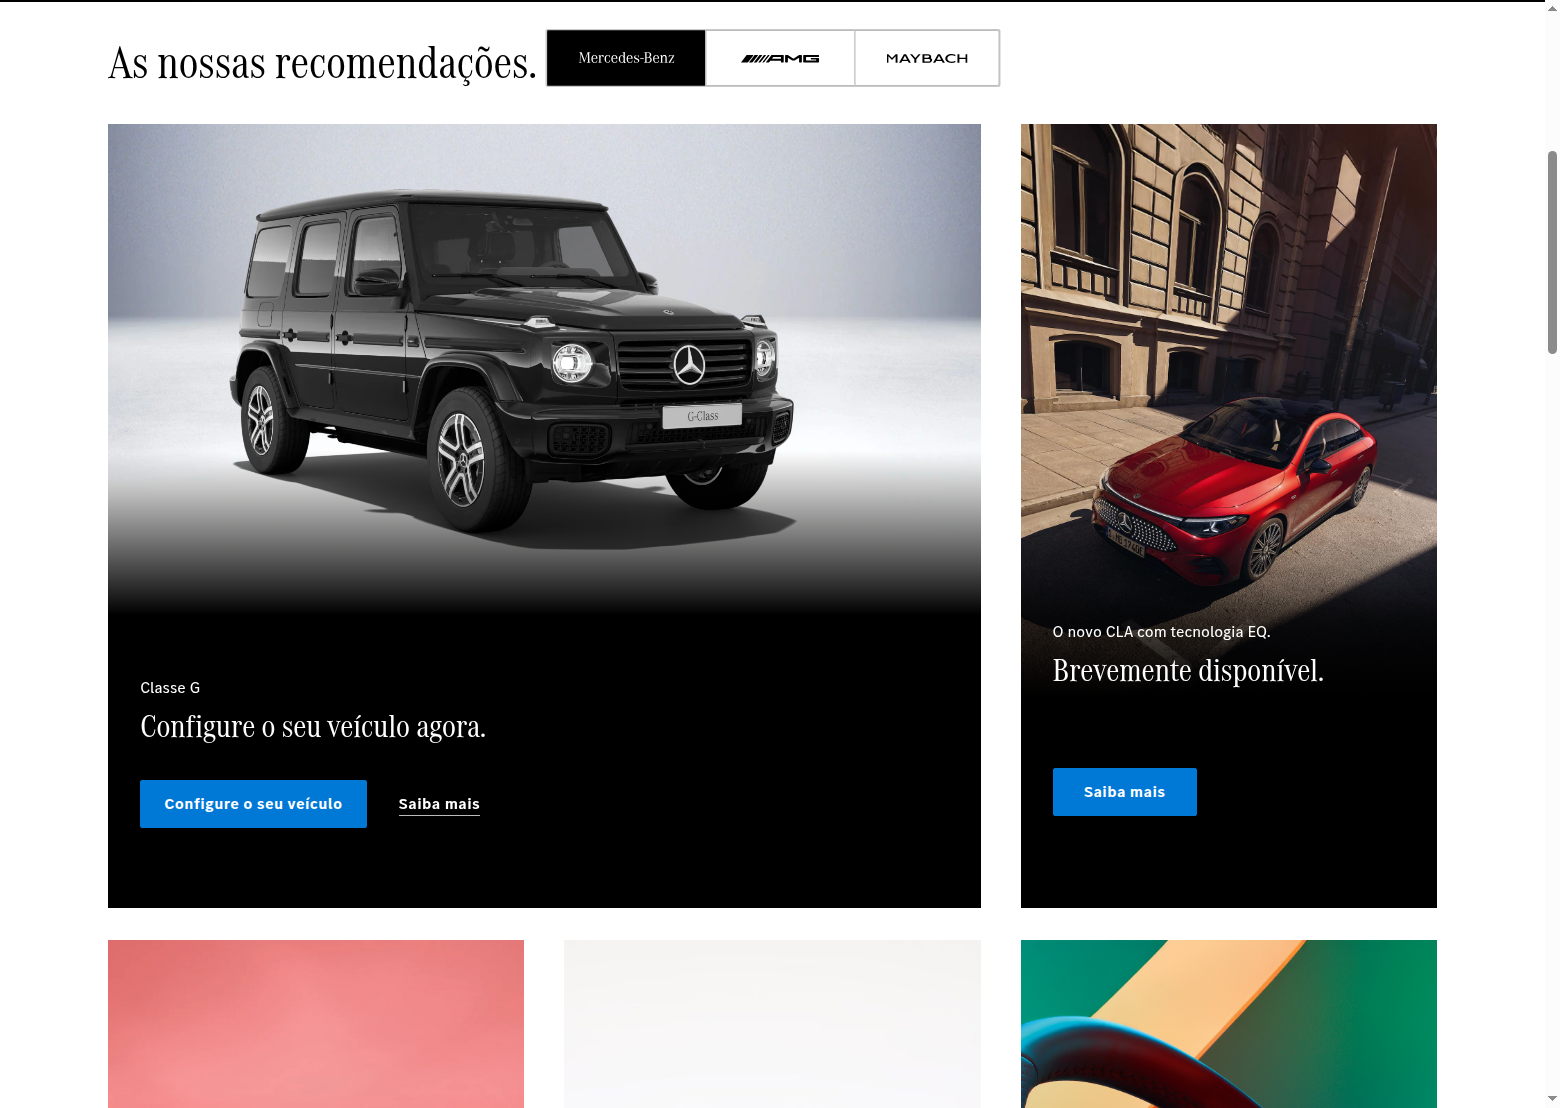 As nossas recomendações.
Mercedes-Benz
AMG
MAYBACH
G-Class
Classe G
Configure o seu veículo agora.
Configure o seu veículo
Saiba mais
O novo CLA com tecnologia EQ.
Brevemente disponível.
Saiba mais